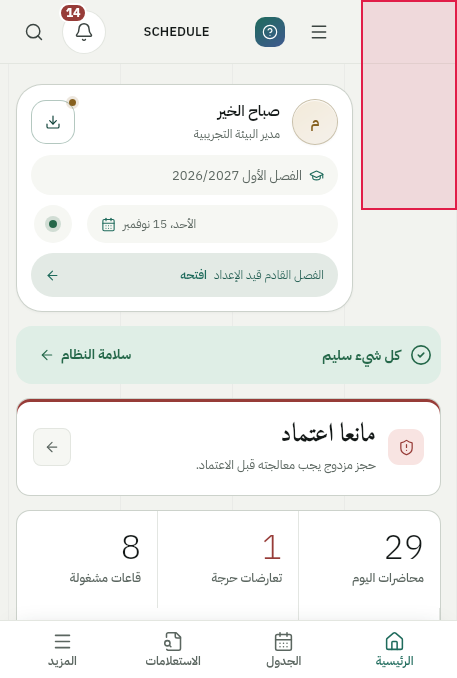 14
SCHEDULE
م
صباح الخير
مدير البيئة التجريبية
الفصل الأول 2026/2027
الأحد، 15 نوفمبر
الفصل القادم قيد الإعداد افتحه
كل شيء سليم
سلامة النظام
مانعا اعتماد
حجز مزدوج يجب معالجته قبل الاعتماد.
29
محاضرات اليوم
1
تعارضات حرجة
8
قاعات مشغولة
الرئيسية
الجدول
الاستعلامات
المزيد